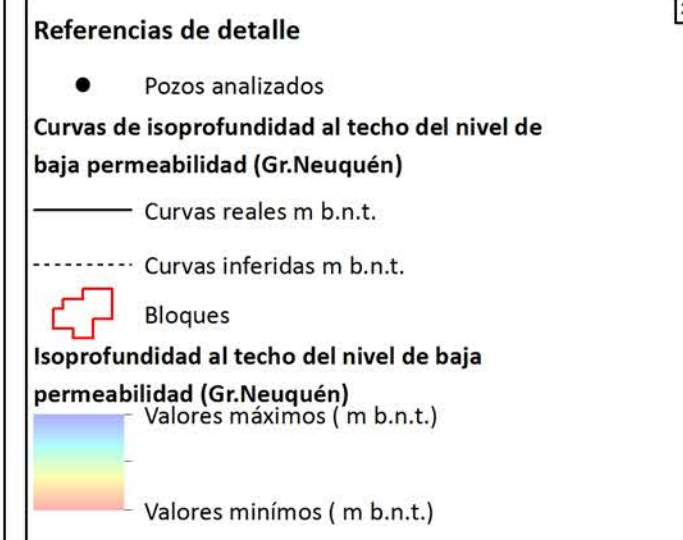 Referencias de detalle
Pozos analizados
Curvas de isoprofundidad al techo del nivel de
baja permeabilidad (Gr.Neuquén)
Curvas reales m b.n.t.
Curvas inferidas m b.n.t.
Bloques
Isoprofundidad al techo del nivel de baja
permeabilidad (Gr.Neuquén)
Valores máximos ( m b.n.t.)
Valores minímos ( m b.n.t.)